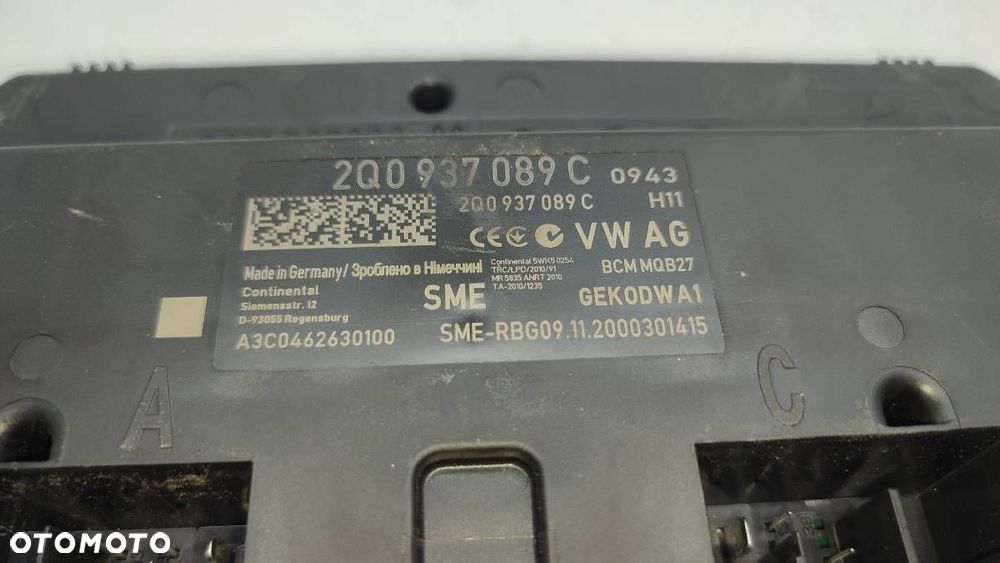 2Q0 937 089 C 0943
2Q0 937 089 C H11
VW AG
Continental 5WK5 0254
TRC/LPD/2010/91
MR 5835 ANRT 2010
TA-2010/1235
BCM MQB27
Made in Germany/ Зроблено в Німеччині
Continental
Siemensstr. 12
D-93055 Regensburg
SME
GEK0DWA1
A3C0462630100
SME-RBG09.11.2000301415
A
C
OTOMOTO